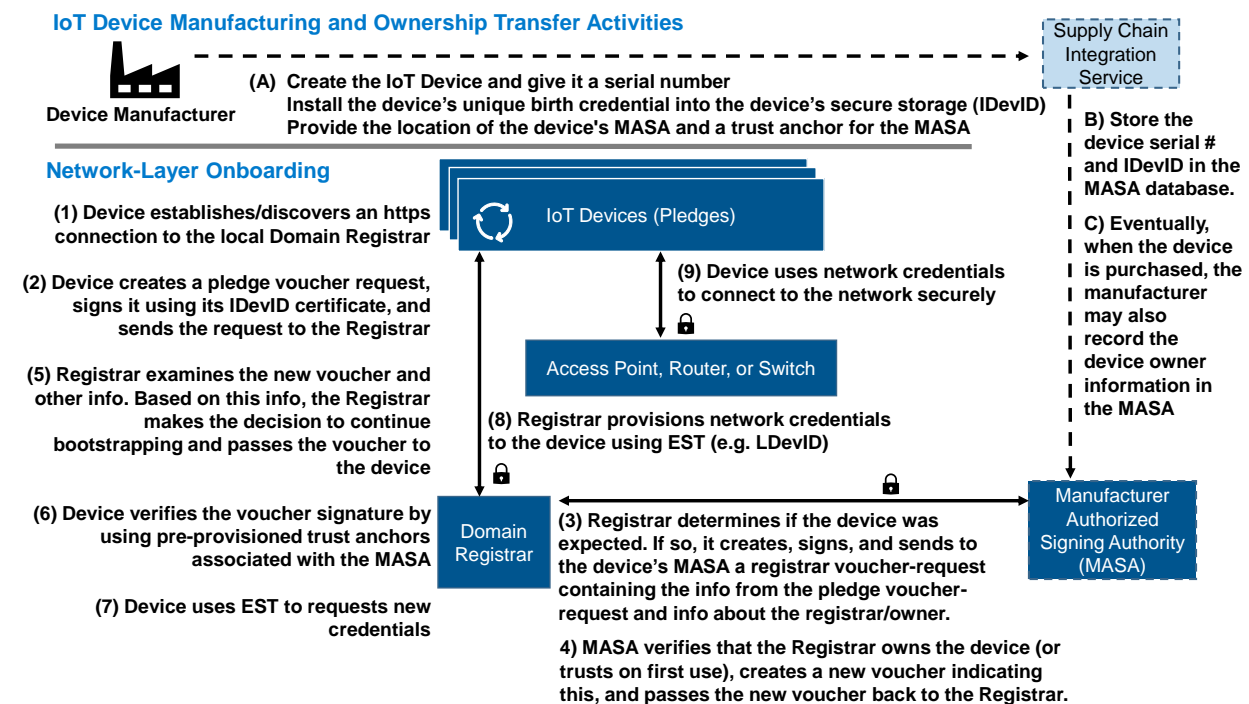 IoT Device Manufacturing and Ownership Transfer Activities
Device Manufacturer
(A) Create the IoT Device and give it a serial number
Install the device's unique birth credential into the device's secure storage (IDevID)
Provide the location of the device's MASA and a trust anchor for the MASA
Supply Chain
Integration
Service
B) Store the
device serial #
and IDevID in the
MASA database.
C) Eventually,
when the device
is purchased, the
manufacturer
may also
record the
device owner
information in
the MASA
Network-Layer Onboarding
(1) Device establishes/discovers an https
connection to the local Domain Registrar
(2) Device creates a pledge voucher request,
signs it using its IDevID certificate, and
sends the request to the Registrar
(5) Registrar examines the new voucher and
other info. Based on this info, the Registrar
makes the decision to continue
bootstrapping and passes the voucher to
the device
(6) Device verifies the voucher signature by
using pre-provisioned trust anchors
associated with the MASA
(7) Device uses EST to requests new
credentials
IoT Devices (Pledges)
(9) Device uses network credentials
to connect to the network securely
Access Point, Router, or Switch
(8) Registrar provisions network credentials
to the device using EST (e.g. LDevID)
Domain
Registrar
(3) Registrar determines if the device was
expected. If so, it creates, signs, and sends to
the device's MASA a registrar voucher-request
containing the info from the pledge voucher-
request and info about the registrar/owner.
4) MASA verifies that the Registrar owns the device (or
trusts on first use), creates a new voucher indicating
this, and passes the new voucher back to the Registrar.
Manufacturer
Authorized
Signing Authority
(MASA)